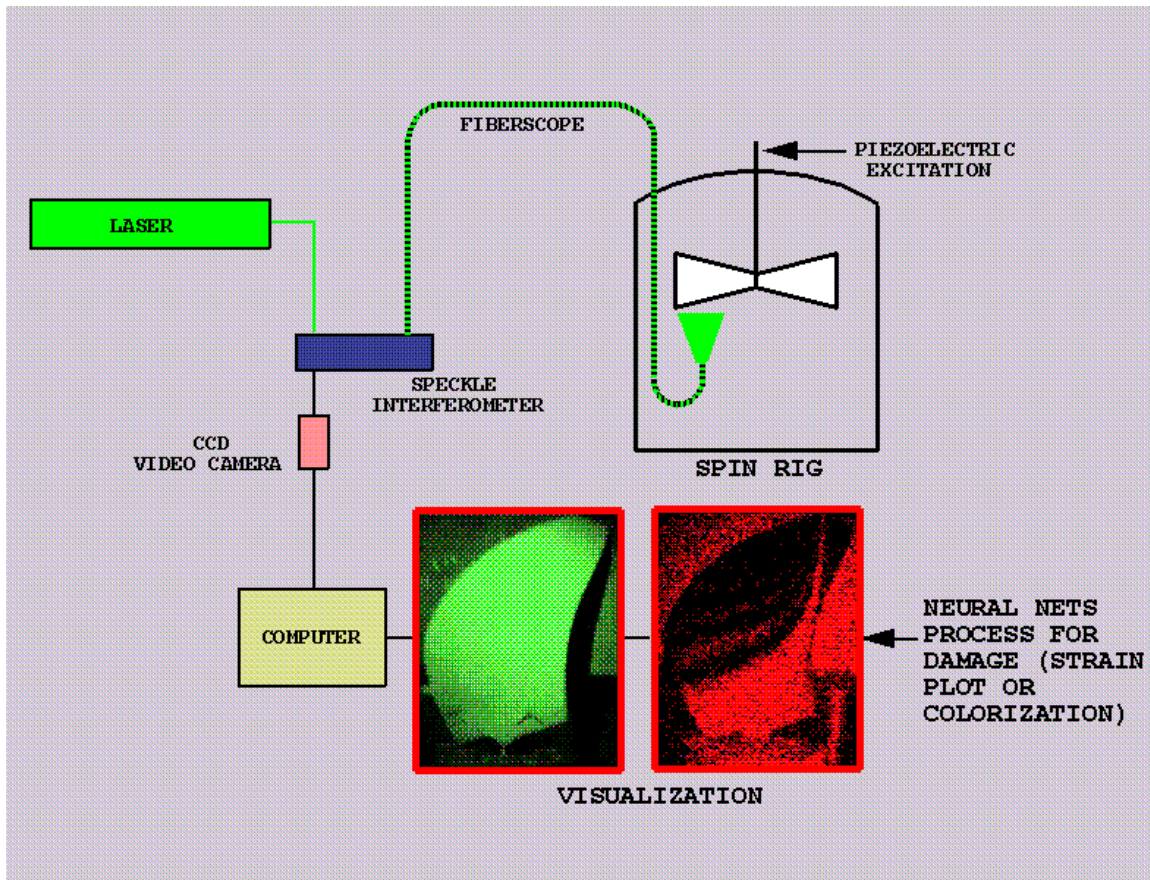 FIBERSCOPE
PIEZOELECTRIC
EXCITATION
LASER
SPECKLE
INTERFEROMETER
CCD
VIDEO CAMERA
SPIN RIG
COMPUTER
NEURAL NETS
PROCESS FOR
DAMAGE (STRAIN
PLOT OR
COLORIZATION)
VISUALIZATION